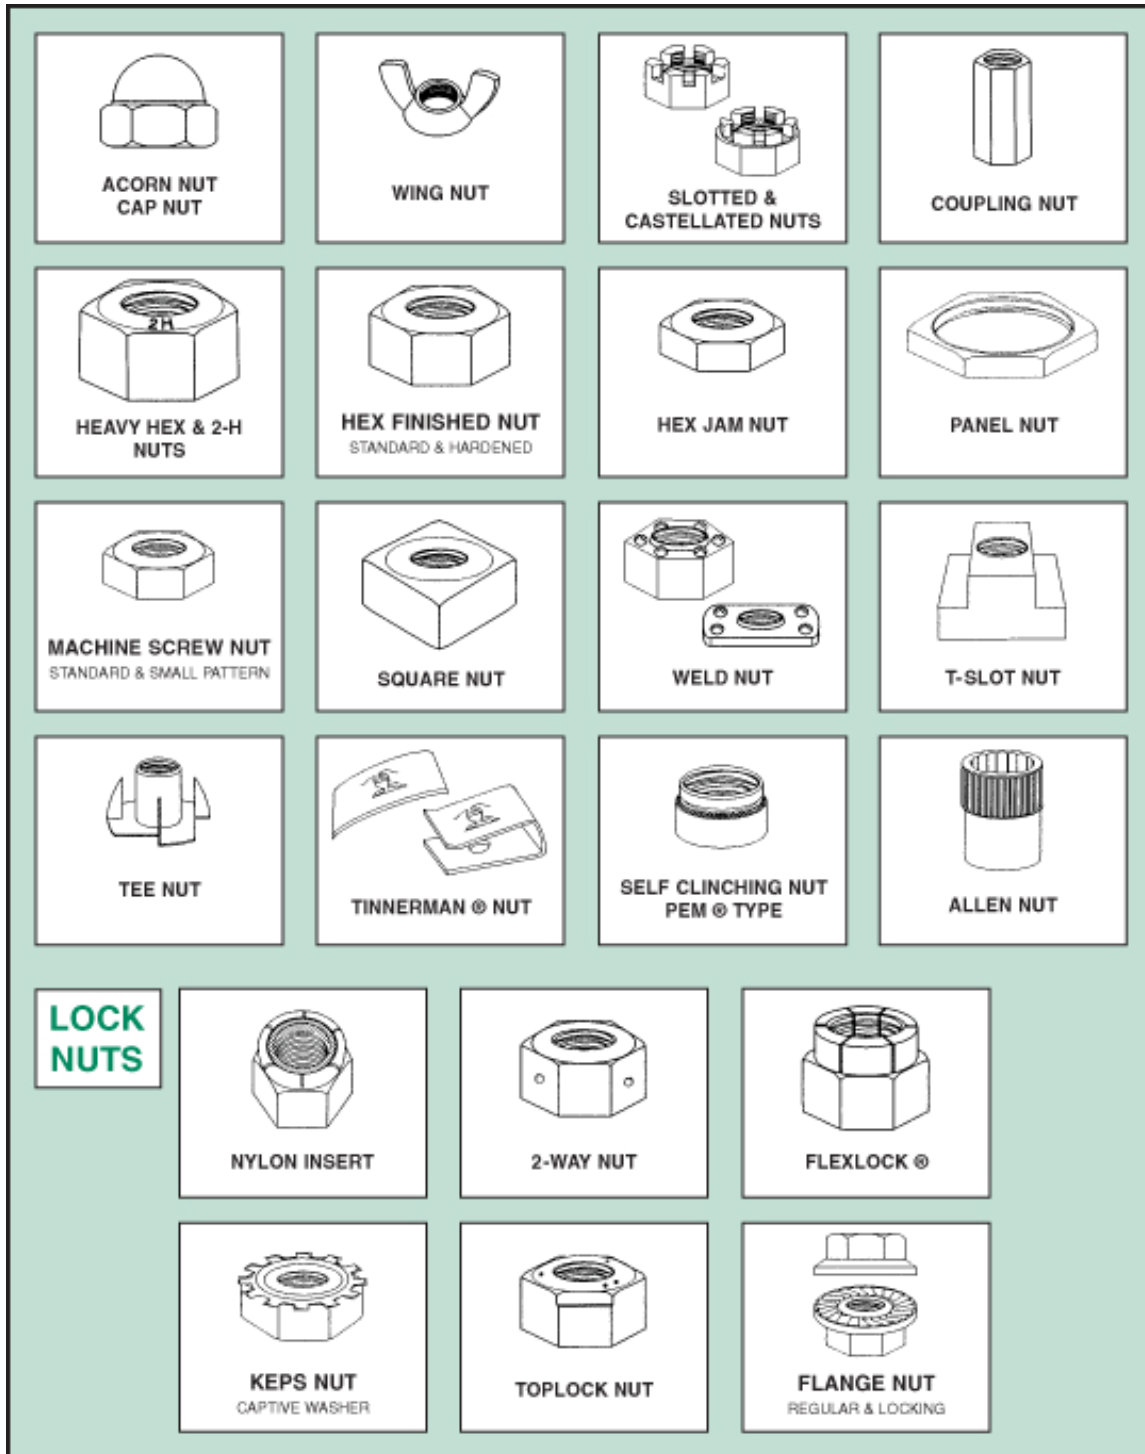 ACORN NUT
CAP NUT
WING NUT
SLOTTED &
CASTELLATED NUTS
COUPLING NUT
2H
HEAVY HEX & 2-H
NUTS
HEX FINISHED NUT
STANDARD & HARDENED
HEX JAM NUT
PANEL NUT
MACHINE SCREW NUT
STANDARD & SMALL PATTERN
SQUARE NUT
WELD NUT
T-SLOT NUT
TEE NUT
TINNERMAN ® NUT
SELF CLINCHING NUT
PEM ® TYPE
ALLEN NUT
LOCK
NUTS
NYLON INSERT
2-WAY NUT
FLEXLOCK ®
KEPS NUT
CAPTIVE WASHER
TOPLOCK NUT
FLANGE NUT
REGULAR & LOCKING